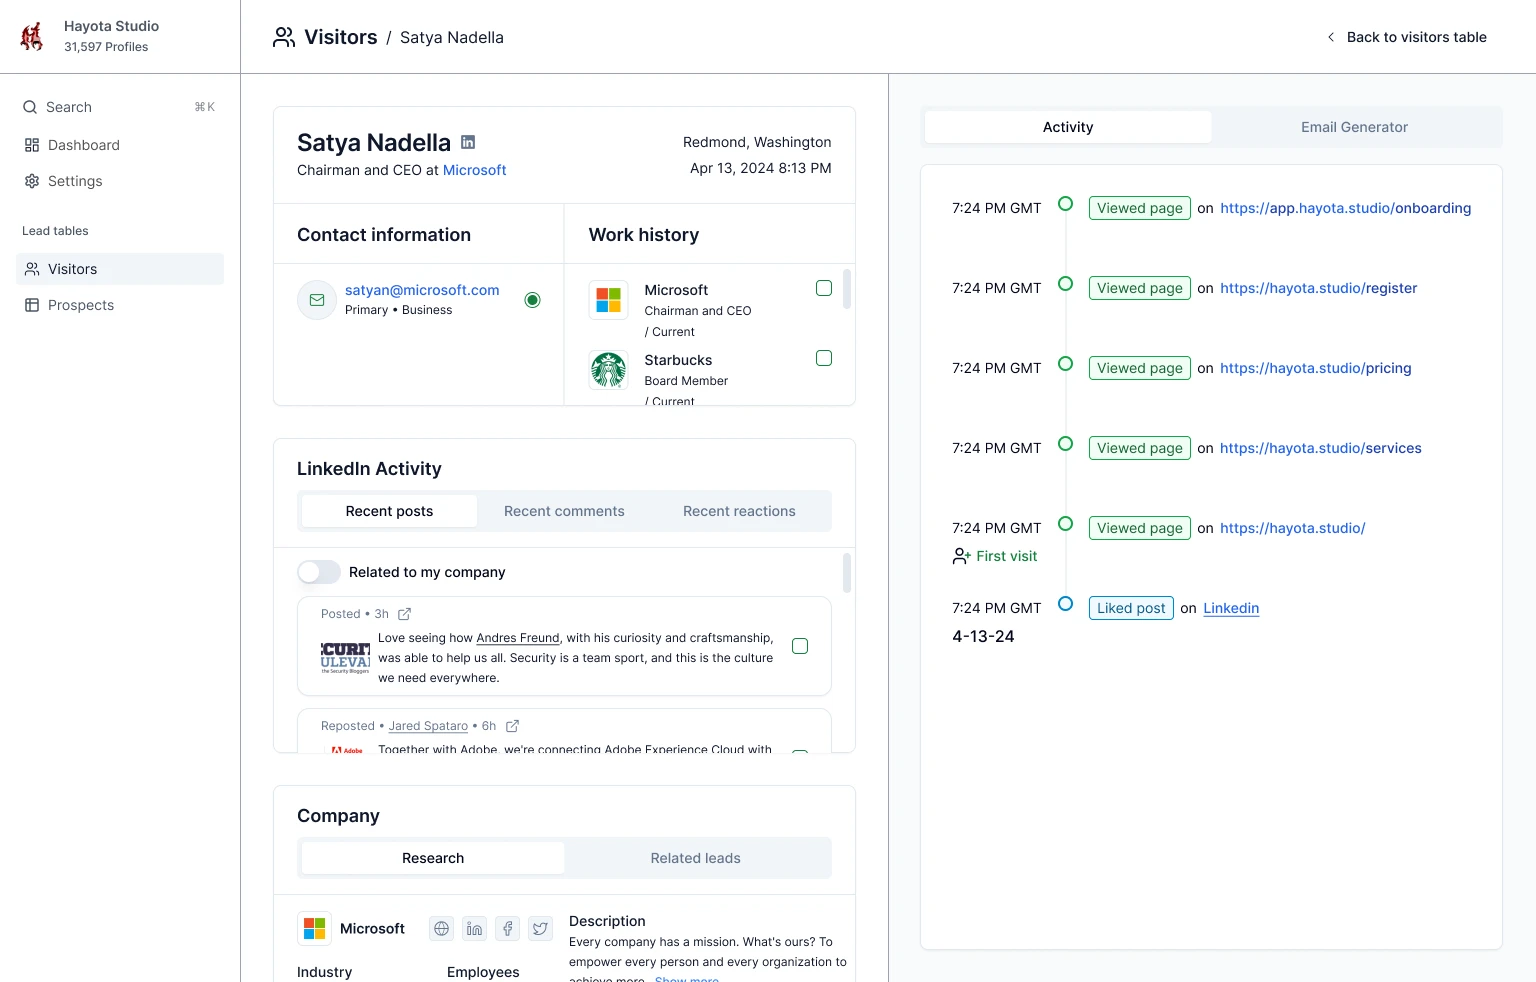 Hayota Studio
31,597 Profiles
Search ⌘K
Dashboard
Settings
Lead tables
Visitors
Prospects
Visitors / Satya Nadella
Back to visitors table
Satya Nadella
Chairman and CEO at Microsoft
Redmond, Washington
Apr 13, 2024 8:13 PM
Contact information
satyan@microsoft.com
Primary • Business
Work history
Microsoft
Chairman and CEO
/ Current
Starbucks
Board Member
/ Current
LinkedIn Activity
Recent posts Recent comments Recent reactions
Related to my company
Posted • 3h
CURIT
ULEVA
the Security Bloggers
Love seeing how Andres Freund, with his curiosity and craftsmanship,
was able to help us all. Security is a team sport, and this is the culture
we need everywhere.
Reposted • Jared Spataro • 6h
Adobe
Together with Adobe, we're connecting Adobe Experience Cloud with
Company
Research Related leads
Microsoft
Industry Employees
Description
Every company has a mission. What's ours? To
empower every person and every organization to
achieve more. Show more
Activity Email Generator
7:24 PM GMT Viewed page on https://app.hayota.studio/onboarding
7:24 PM GMT Viewed page on https://hayota.studio/register
7:24 PM GMT Viewed page on https://hayota.studio/pricing
7:24 PM GMT Viewed page on https://hayota.studio/services
7:24 PM GMT Viewed page on https://hayota.studio/
First visit
7:24 PM GMT Liked post on Linkedin
4-13-24